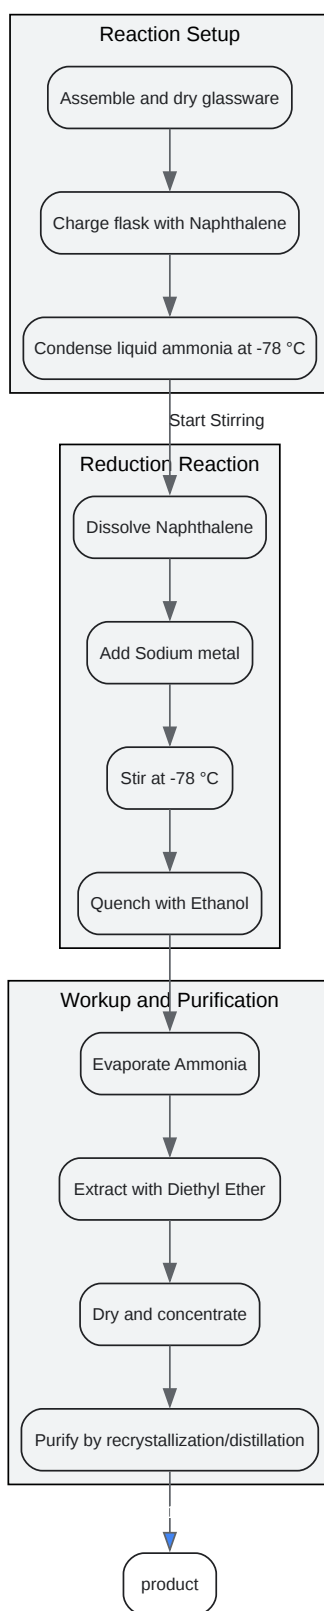 Reaction Setup
Assemble and dry glassware
Charge flask with Naphthalene
Condense liquid ammonia at -78 °C
Start Stirring
Reduction Reaction
Dissolve Naphthalene
Add Sodium metal
Stir at -78 °C
Quench with Ethanol
Workup and Purification
Evaporate Ammonia
Extract with Diethyl Ether
Dry and concentrate
Purify by recrystallization/distillation
product